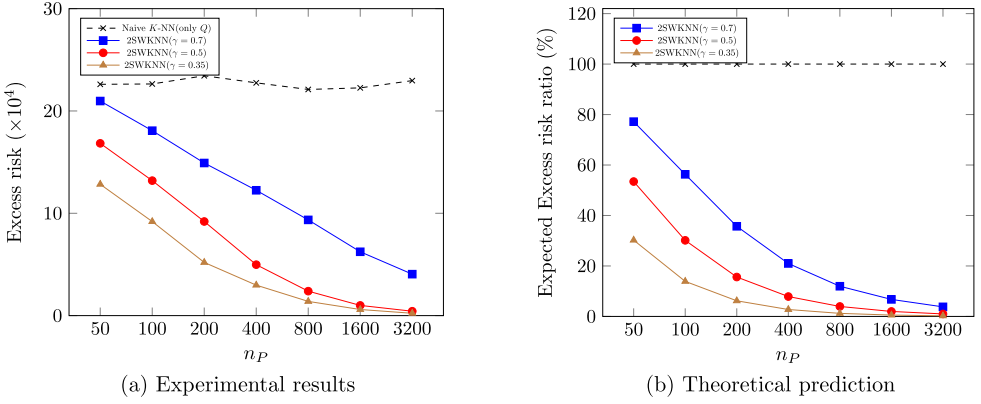 30
20
10
0
Excess risk (×10⁴)
Naive K-NN(only Q)
2SWKNN(γ = 0.7)
2SWKNN(γ = 0.5)
2SWKNN(γ = 0.35)
50 100 200 400 800 1600 3200
n_P
(a) Experimental results
120
100
80
60
40
20
0
Expected Excess risk ratio (%)
2SWKNN(γ = 0.7)
2SWKNN(γ = 0.5)
2SWKNN(γ = 0.35)
50 100 200 400 800 1600 3200
n_P
(b) Theoretical prediction